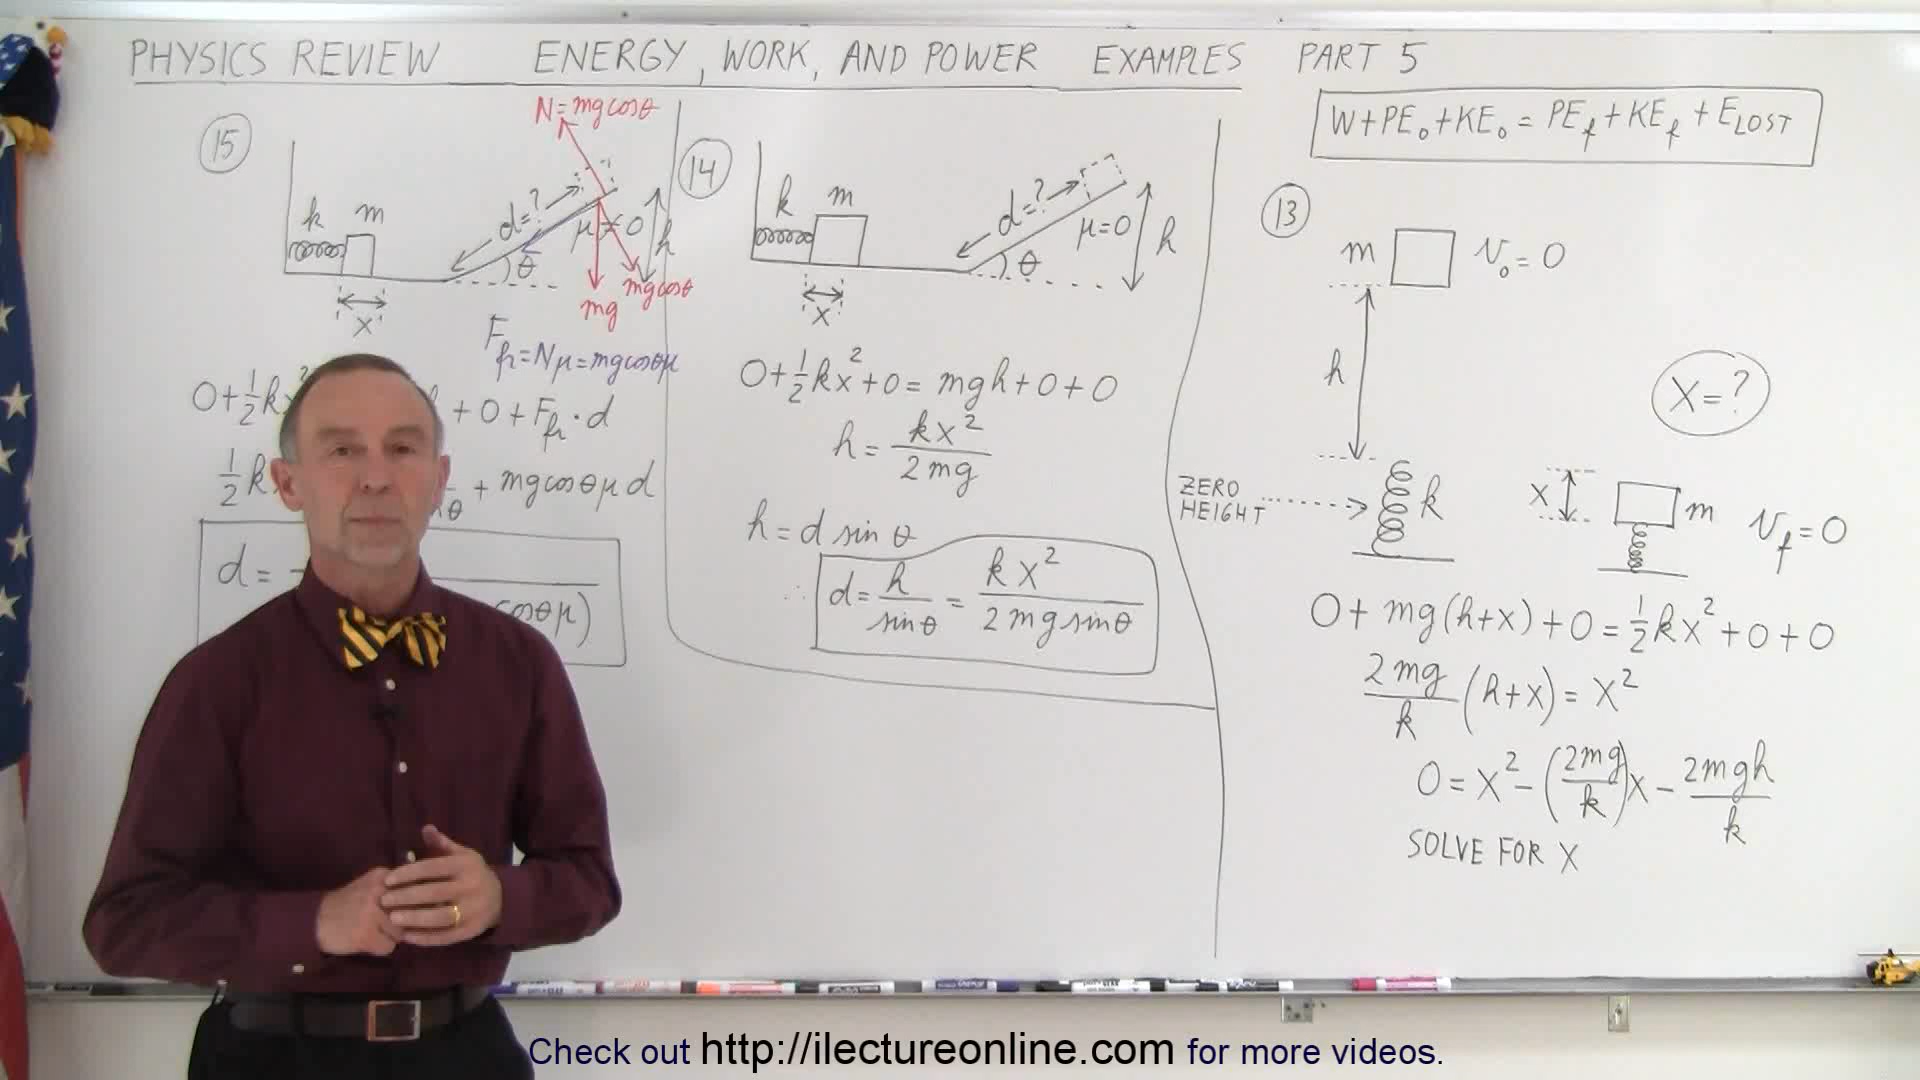 PHYSICS REVIEW ENERGY, WORK, AND POWER EXAMPLES PART 5
W+PE₀+KE₀ = PE_f+KE_f+E_LOST
15
N=mgcosθ
k m
d=?
μ≠0
h
θ
mgcosθ
mg
x
F_fr=Nμ=mgcosθμ
0+½kx² + 0 + F_fr·d
½k + mgcosθμd
θ
d=
cosθμ)
14
k m
d=?
μ=0
h
θ
x
0+½kx²+0 = mgh+0+0
h = kx²/2mg
h = d sin θ
∴ d = h/sinθ = kx²/2mg sinθ
13
m v₀=0
h
X=?
ZERO
HEIGHT
k
x
m v_f=0
0+mg(h+x)+0=½kx²+0+0
2mg/k (h+x) = x²
0 = x² - (2mg/k)x - 2mgh/k
SOLVE FOR X
Check out http://ilectureonline.com for more videos.